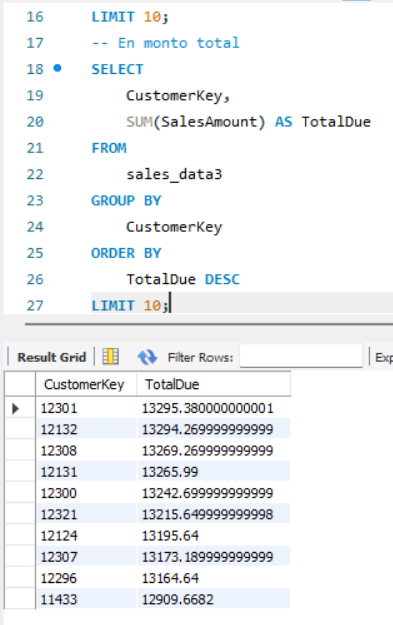 16 LIMIT 10;
17 -- En monto total
18 SELECT
19 CustomerKey,
20 SUM(SalesAmount) AS TotalDue
21 FROM
22 sales_data3
23 GROUP BY
24 CustomerKey
25 ORDER BY
26 TotalDue DESC
27 LIMIT 10;
Result Grid Filter Rows: Exp
CustomerKey TotalDue
12301 13295.380000000001
12132 13294.269999999999
12308 13269.269999999999
12131 13265.99
12300 13242.699999999999
12321 13215.649999999998
12124 13195.64
12307 13173.189999999999
12296 13164.64
11433 12909.6682